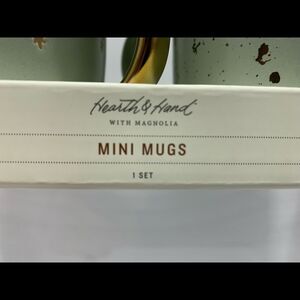 Hearth & Hand
WITH MAGNOLIA
MINI MUGS
1 SET